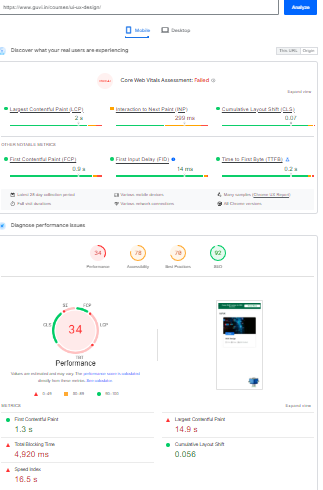 https://www.guvi.in/courses/ui-ux-design/
Analyze
Mobile
Desktop
Discover what your real users are experiencing
This URL
Origin
Core Web Vitals Assessment: Failed
Expand view
Largest Contentful Paint (LCP)
2 s
Interaction to Next Paint (INP)
299 ms
Cumulative Layout Shift (CLS)
0.07
OTHER NOTABLE METRICS
First Contentful Paint (FCP)
0.9 s
First Input Delay (FID)
14 ms
Time to First Byte (TTFB)
0.2 s
Latest 28-day collection period
Various mobile devices
Many samples (Chrome UX Report)
Full visit durations
Various network connections
All Chrome versions
Diagnose performance issues
34
Performance
78
Accessibility
78
Best Practices
92
SEO
SI
FCP
CLS
LCP
TBT
34
Performance
Values are estimated and may vary. The performance score is calculated
directly from these metrics. See calculator.
0–49
50–89
90–100
METRICS
Expand view
First Contentful Paint
1.3 s
Largest Contentful Paint
14.9 s
Total Blocking Time
4,920 ms
Cumulative Layout Shift
0.056
Speed Index
16.5 s